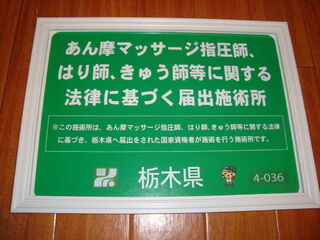 あん摩マッサージ指圧師、
はり師、きゅう師等に関する
法律に基づく届出施術所
※この施術所は、あん摩マッサージ指圧師、はり師、きゅう師等に関する法律
に基づき、栃木県へ届出をされた国家資格者が施術を行う施術所です。
栃木県
4-036